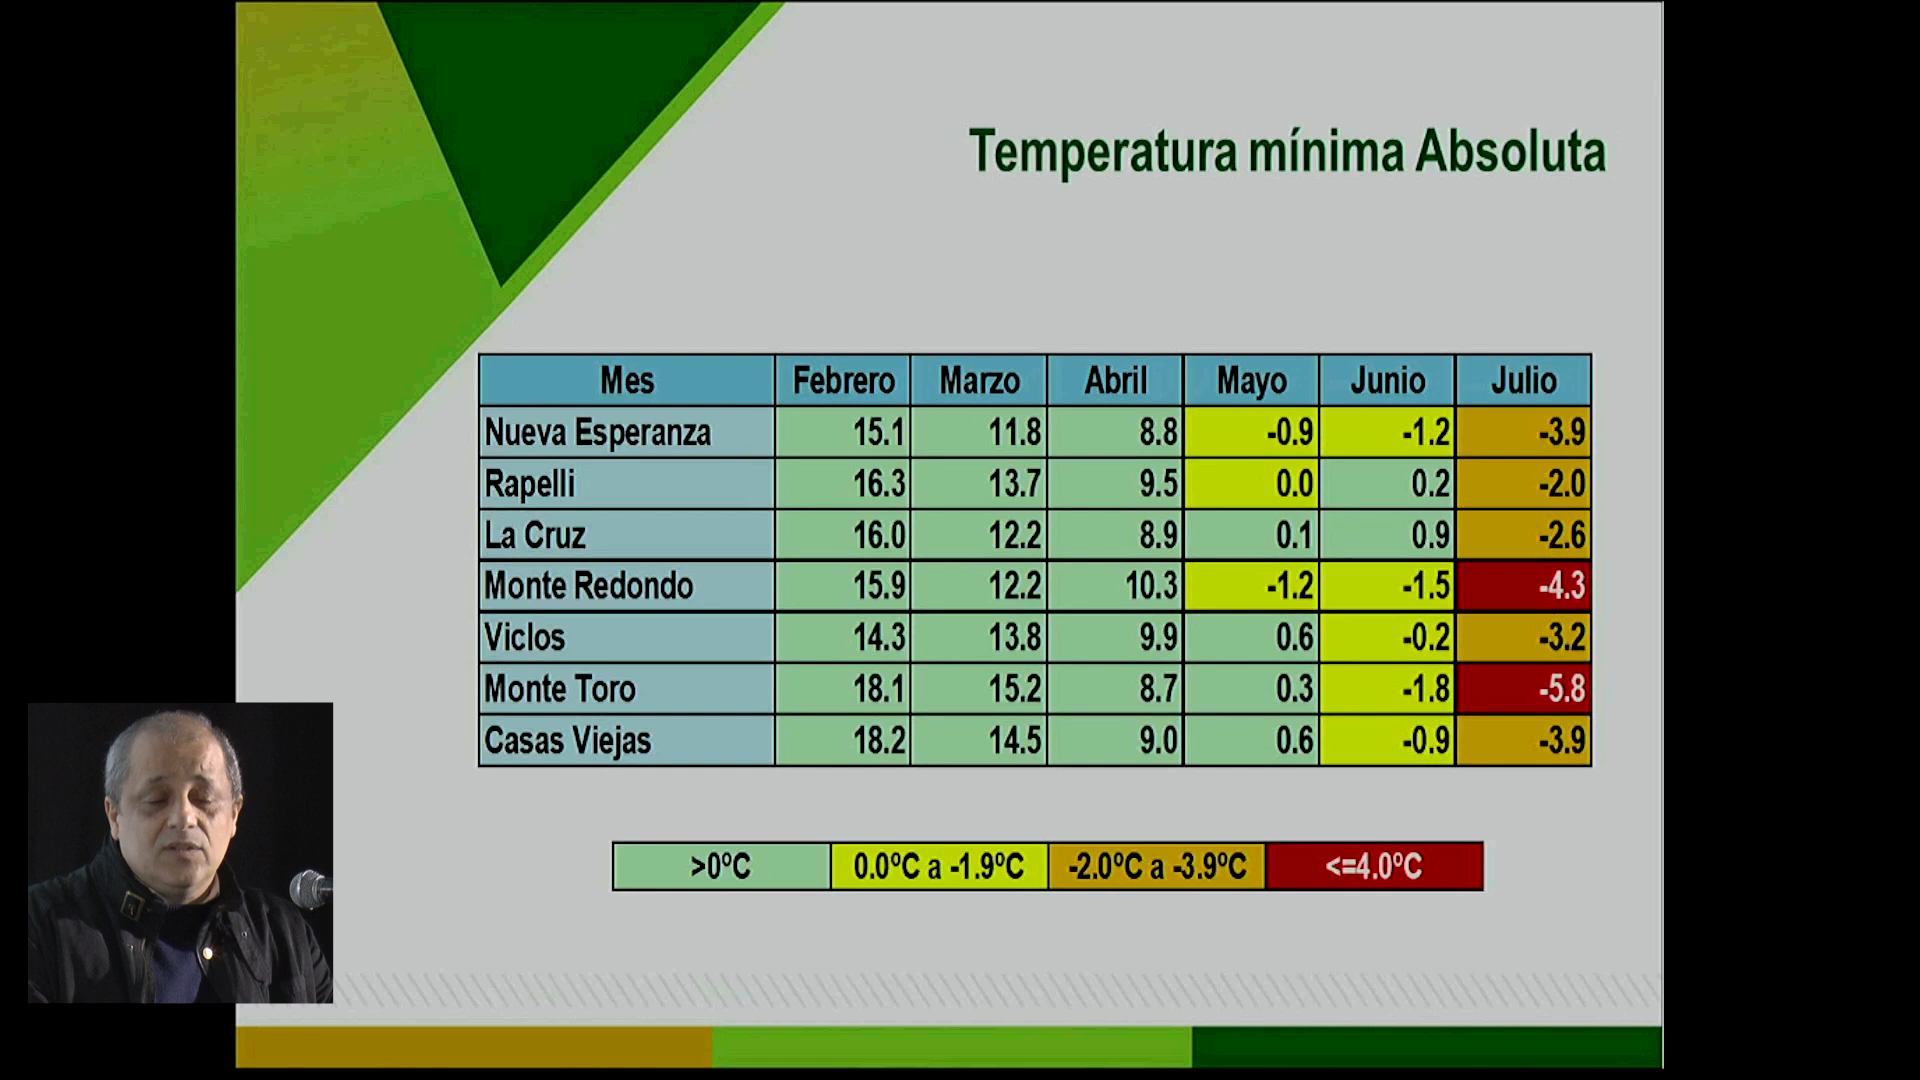 Temperatura mínima Absoluta
Mes Febrero Marzo Abril Mayo Junio Julio
Nueva Esperanza 15.1 11.8 8.8 -0.9 -1.2 -3.9
Rapelli 16.3 13.7 9.5 0.0 0.2 -2.0
La Cruz 16.0 12.2 8.9 0.1 0.9 -2.6
Monte Redondo 15.9 12.2 10.3 -1.2 -1.5 -4.3
Viclos 14.3 13.8 9.9 0.6 -0.2 -3.2
Monte Toro 18.1 15.2 8.7 0.3 -1.8 -5.8
Casas Viejas 18.2 14.5 9.0 0.6 -0.9 -3.9
>0ºC 0.0ºC a -1.9ºC -2.0ºC a -3.9ºC <=4.0ºC